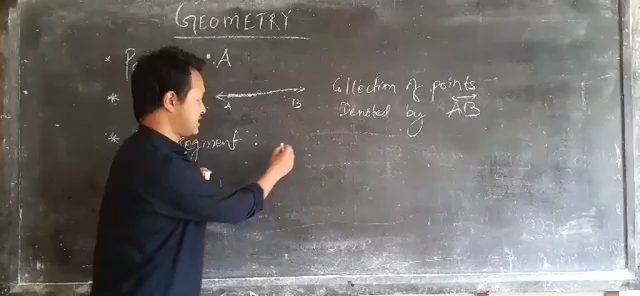 GEOMETRY
* • A
* A B Collection of points
Denoted by AB
* egment :